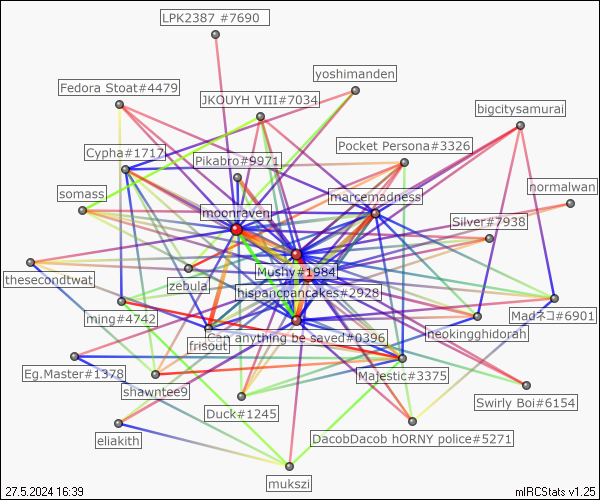 LPK2387 #7690
yoshimanden
Fedora Stoat#4479
JKOUYH VIII#7034
bigcitysamurai
Pocket Persona#3326
Cypha#1717
Pikabro#9971
normalwan
somass
marcemadness
moonraven
Silver#7938
Mushy#1984
thesecondtwat
zebula
hispancpancakes#2928
ming#4742
Madネコ#6901
neokingghidorah
Can anything be saved#0396
frisout
Eg.Master#1378
Majestic#3375
shawntee9
Swirly Boi#6154
Duck#1245
eliakith
DacobDacob hORNY police#5271
mukszi
27.5.2024 16:39
mIRCStats v1.25